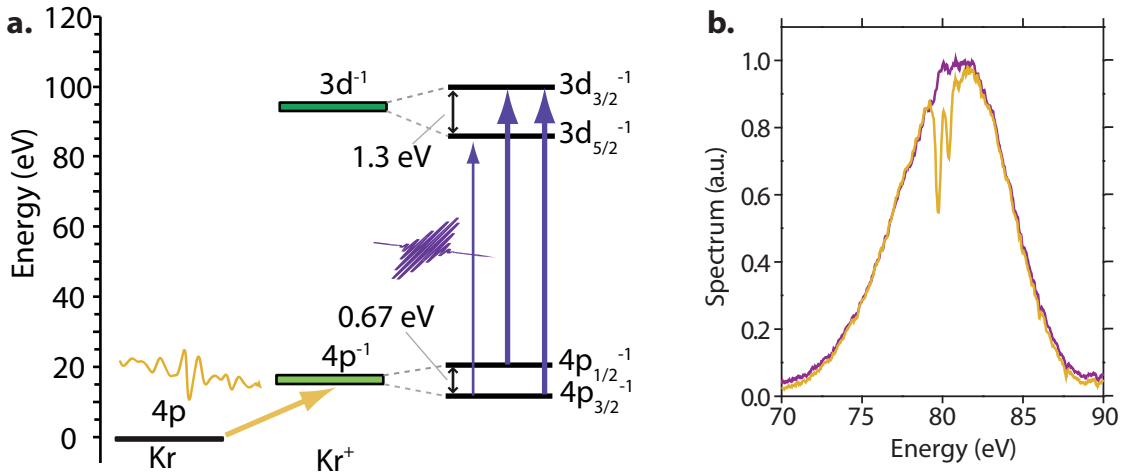 a.
Energy (eV)
120
100
80
60
40
20
0
3d⁻¹
3d₃/₂⁻¹
3d₅/₂⁻¹
1.3 eV
0.67 eV
4p⁻¹
4p₁/₂⁻¹
4p₃/₂⁻¹
4p
Kr
Kr⁺
b.
Spectrum (a.u.)
1.0
0.8
0.6
0.4
0.2
0.0
70 75 80 85 90
Energy (eV)